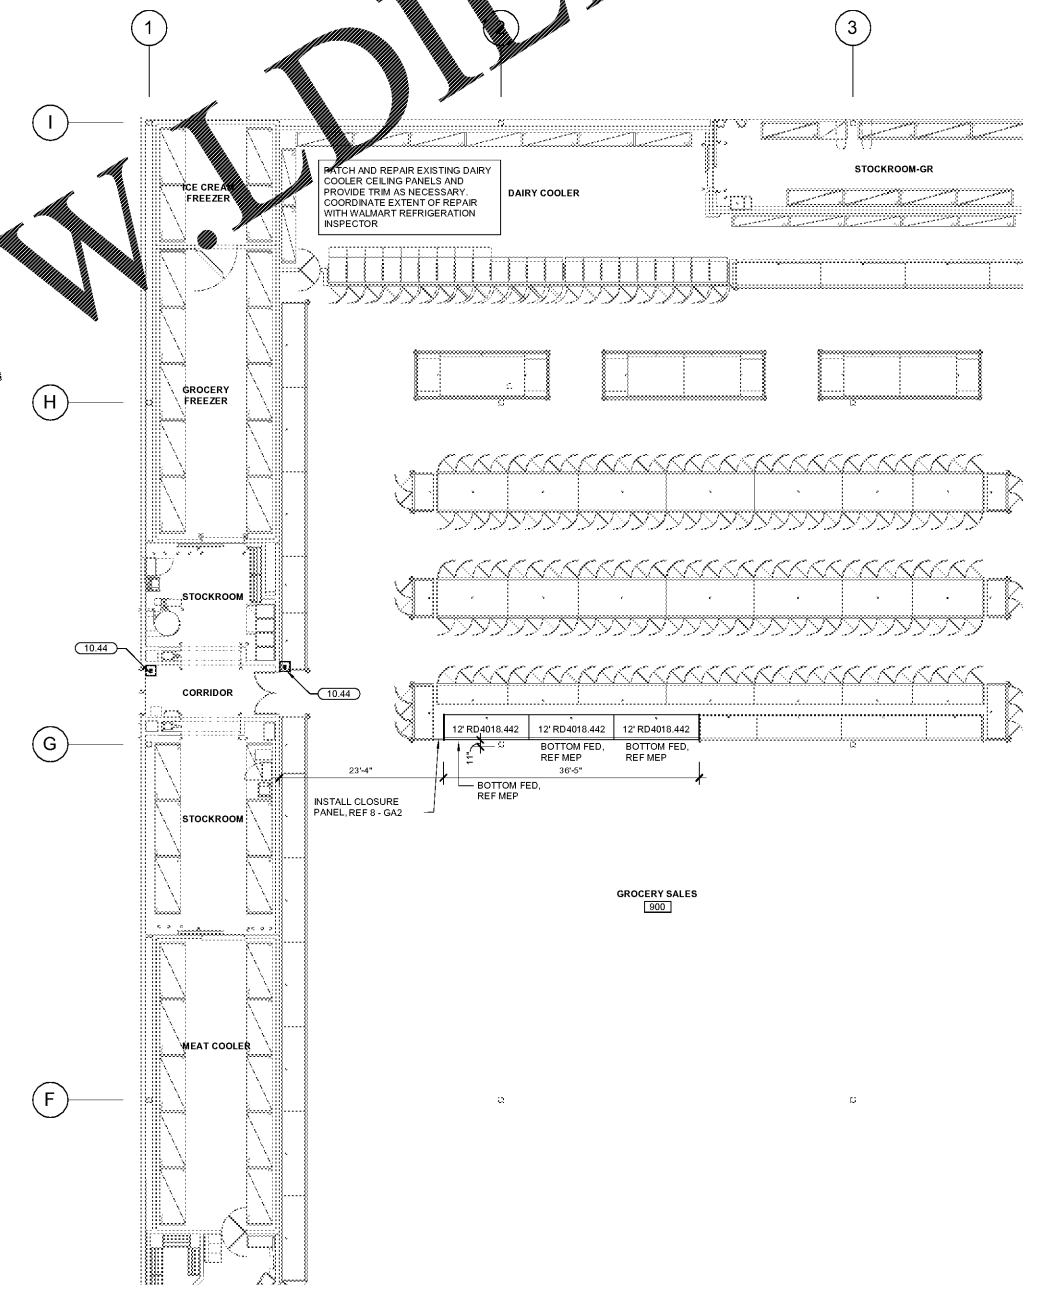 1
2
3
W.LDIE
I
ICE CREAM
FREEZER
PATCH AND REPAIR EXISTING DAIRY
COOLER CEILING PANELS AND
PROVIDE TRIM AS NECESSARY.
COORDINATE EXTENT OF REPAIR
WITH WALMART REFRIGERATION
INSPECTOR
DAIRY COOLER
STOCKROOM-GR
H
GROCERY
FREEZER
STOCKROOM
10.44
CORRIDOR
10.44
G
12' RD4018.442
12' RD4018.442
12' RD4018.442
11"
BOTTOM FED,
REF MEP
BOTTOM FED,
REF MEP
23'-4"
36'-5"
BOTTOM FED,
REF MEP
INSTALL CLOSURE
PANEL, REF 8 - GA2
STOCKROOM
GROCERY SALES
900
MEAT COOLER
F